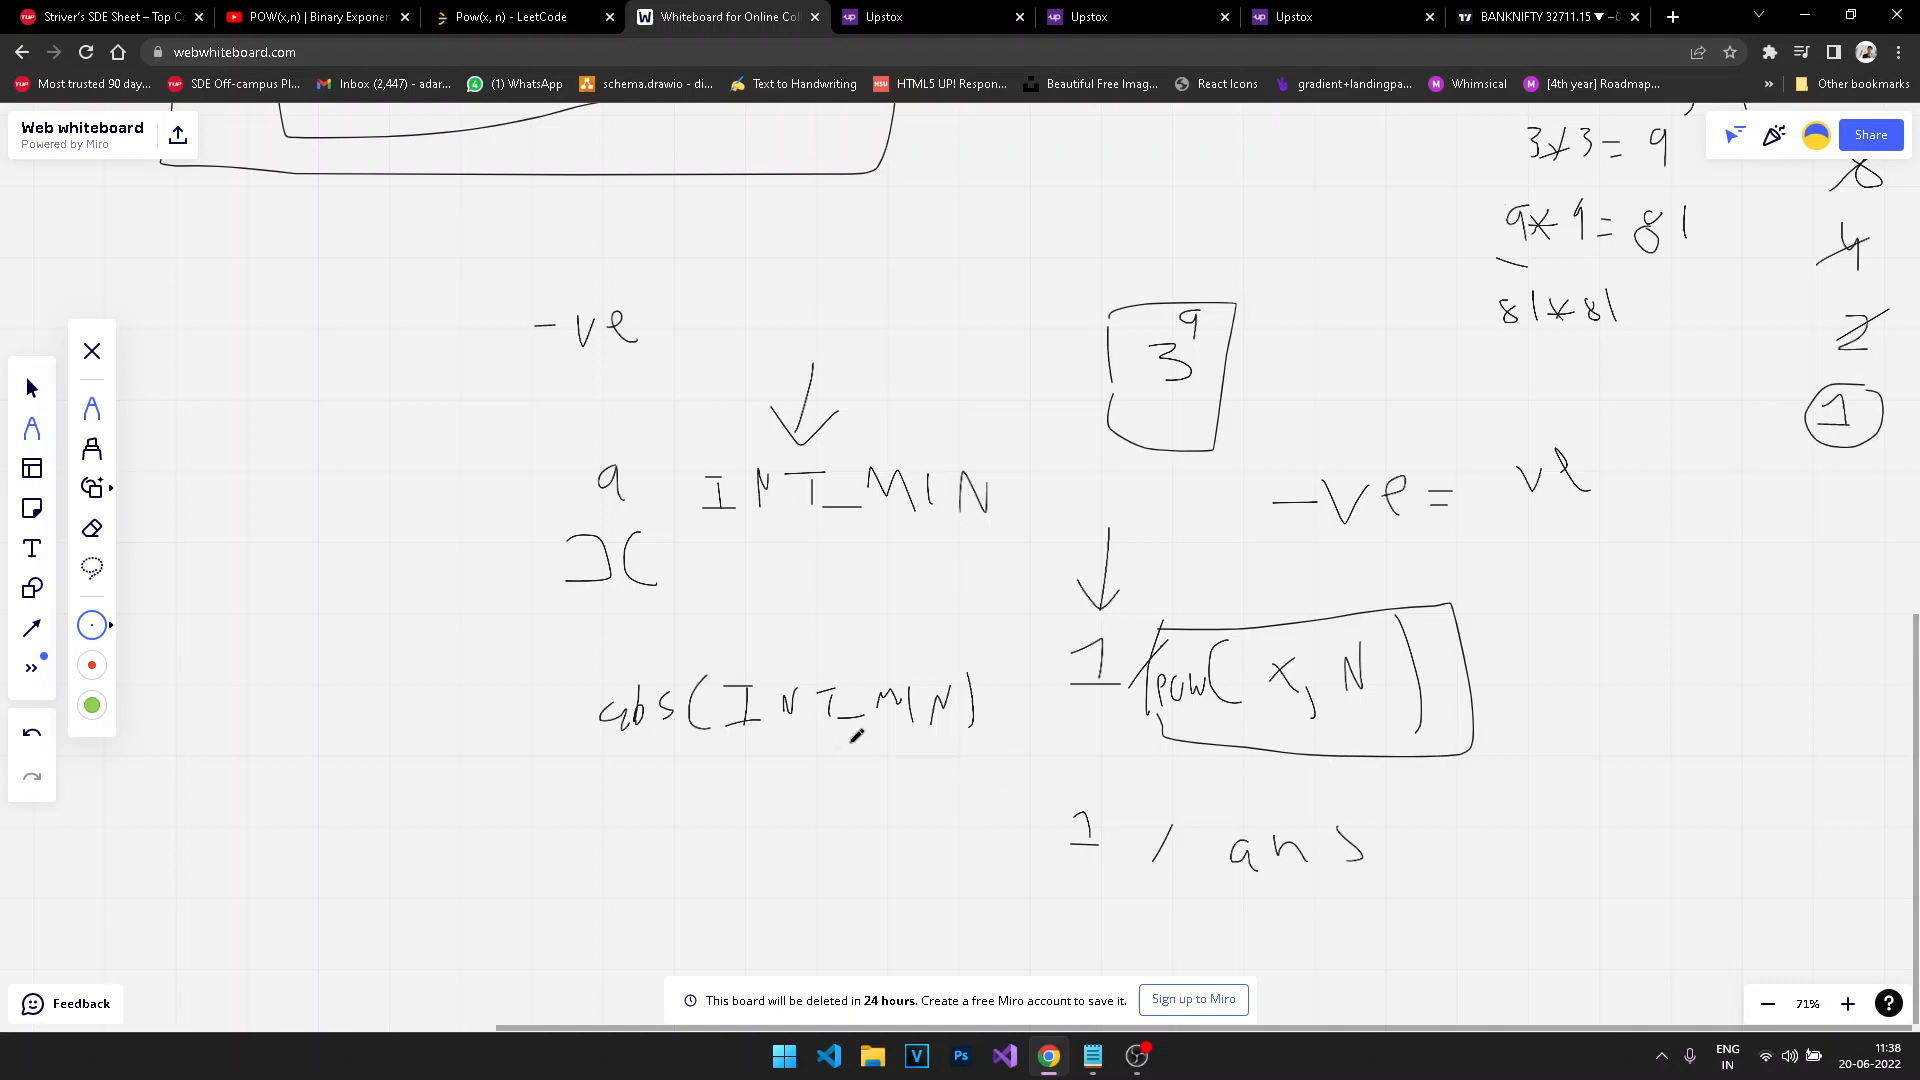 Striver's SDE Sheet – Top C
POW(x,n) | Binary Exponen
Pow(x, n) - LeetCode
Whiteboard for Online Col
Upstox
Upstox
Upstox
BANKNIFTY 32711.15 ▼ −
webwhiteboard.com
Most trusted 90 day...
SDE Off-campus Pl...
Inbox (2,447) - adar...
(1) WhatsApp
schema.drawio - di...
Text to Handwriting
HTML5 UP! Respon...
Beautiful Free Imag...
React Icons
gradient+landingpa...
Whimsical
[4th year] Roadmap...
»
Other bookmarks
Web whiteboard
Powered by Miro
Share
3*3 = 9
8
9*9 = 81
4
81*81
2
1
-ve
3^9
9 INT_MIN
-ve = ve
x
1/pow(x, N)
abs(INT_MIN)
1 / ans
Feedback
This board will be deleted in 24 hours. Create a free Miro account to save it.
Sign up to Miro
71%
ENG
IN
11:38
20-06-2022